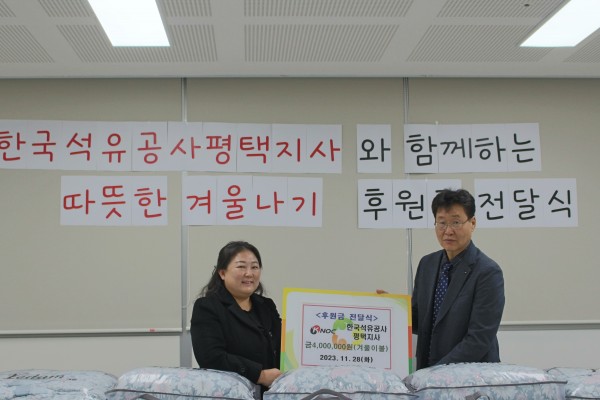 한국석유공사평택지사 와 함께하는
따뜻한 겨울나기 후원 전달식
<후원금 전달식>
KNOC 한국석유공사
평택지사
금4,000,000원(겨울이불)
2023. 11. 28(화)